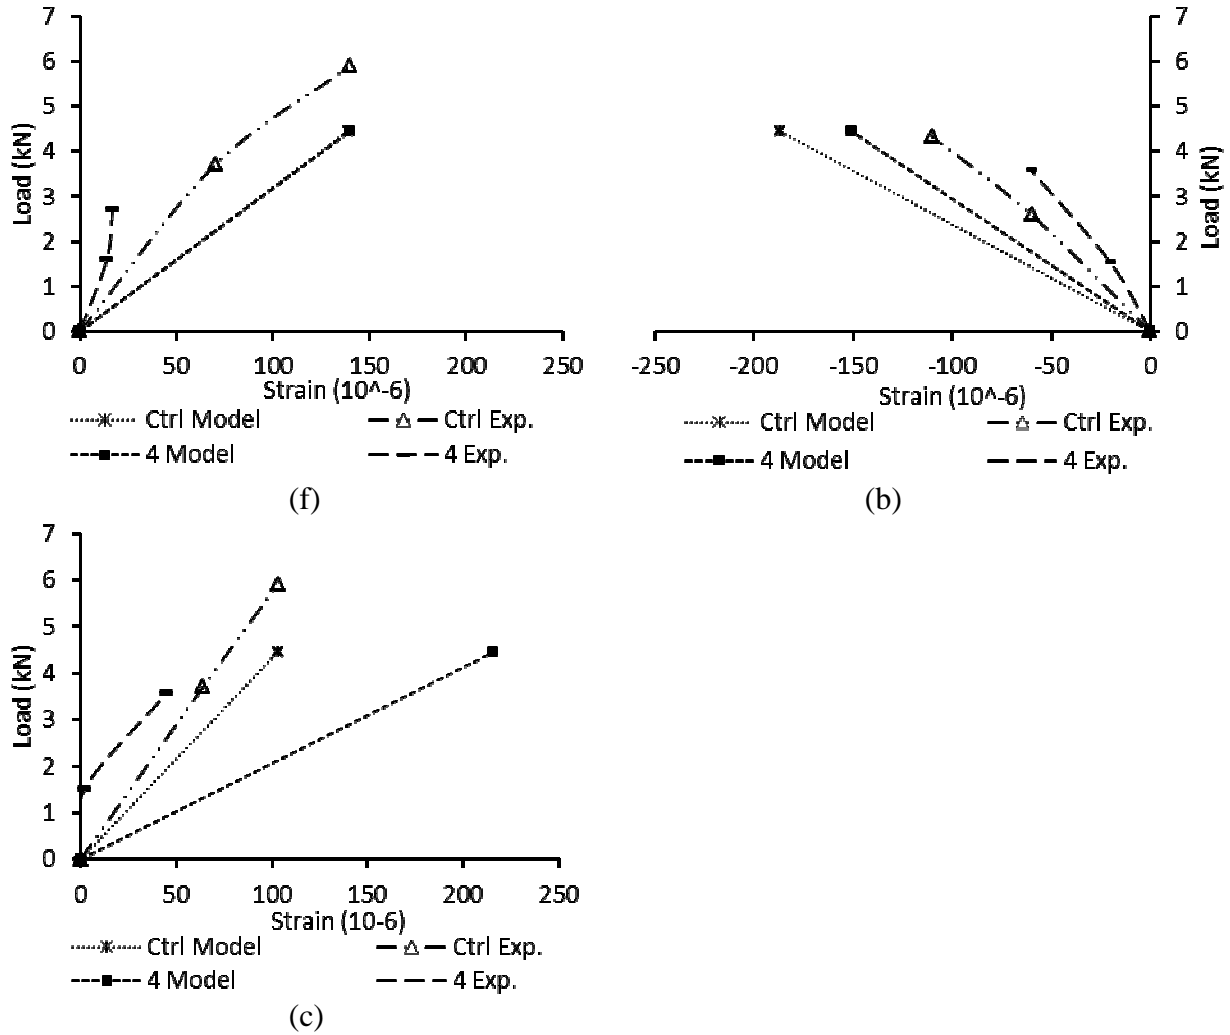 7
6
5
4
3
2
1
0
Load (kN)
0 50 100 150 200 250
Strain (10^-6)
Ctrl Model Ctrl Exp.
4 Model 4 Exp.
(f)
7
6
5
4
3
2
1
0
Load (kN)
-250 -200 -150 -100 -50 0
Strain (10^-6)
Ctrl Model Ctrl Exp.
4 Model 4 Exp.
(b)
7
6
5
4
3
2
1
0
Load (kN)
0 50 100 150 200 250
Strain (10-6)
Ctrl Model Ctrl Exp.
4 Model 4 Exp.
(c)